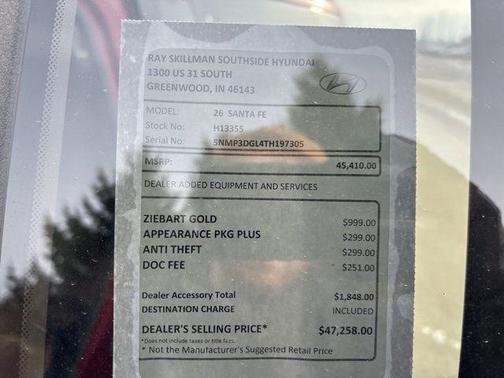 RAY SKILLMAN SOUTHSIDE HYUNDAI
1300 US 31 SOUTH
GREENWOOD, IN 46143
MODEL: 26 SANTA FE
Stock No: H13355
Serial No: 5NMP3DGL4TH197305
MSRP: 45,410.00
DEALER ADDED EQUIPMENT AND SERVICES
ZIEBART GOLD $999.00
APPEARANCE PKG PLUS $299.00
ANTI THEFT $299.00
DOC FEE $251.00
Dealer Accessory Total $1,848.00
DESTINATION CHARGE INCLUDED
DEALER'S SELLING PRICE* $47,258.00
*Does not include taxes or title fees.
* Not the Manufacturer's Suggested Retail Price